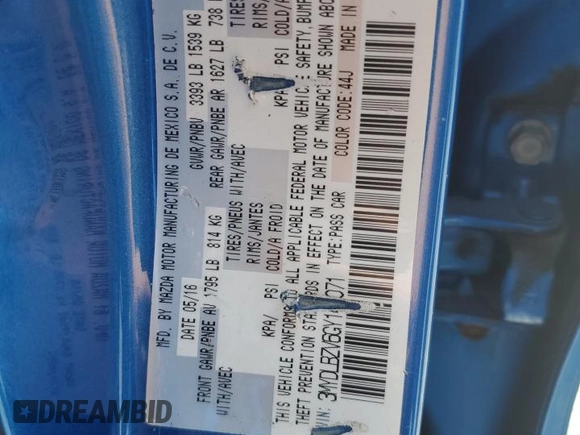 MFD. BY MAZDA MOTOR MANUFACTURING DE MEXICO S.A. DE C.V.
DATE 05/16 GVWR/PNBV 3393 LB 1539 KG
FRONT GAWR/PNBE AV 1795 LB 814 KG REAR GAWR/PNBE AR 1627 LB 738
WITH/AVEC TIRES/PNEUS WITH/AVEC TIRES/
RIMS/JANTES RIMS/
KPA/ PSI COLD/A FROID KPA/ PSI COLD/A
THIS VEHICLE CONFORMS TO ALL APPLICABLE FEDERAL MOTOR VEHICLE SAFETY, BUMP
THEFT PREVENTION STANDARDS IN EFFECT ON THE DATE OF MANUFACTURE SHOWN ABO
TYPE:PASS CAR COLOR CODE:44J MADE IN
DREAMBID